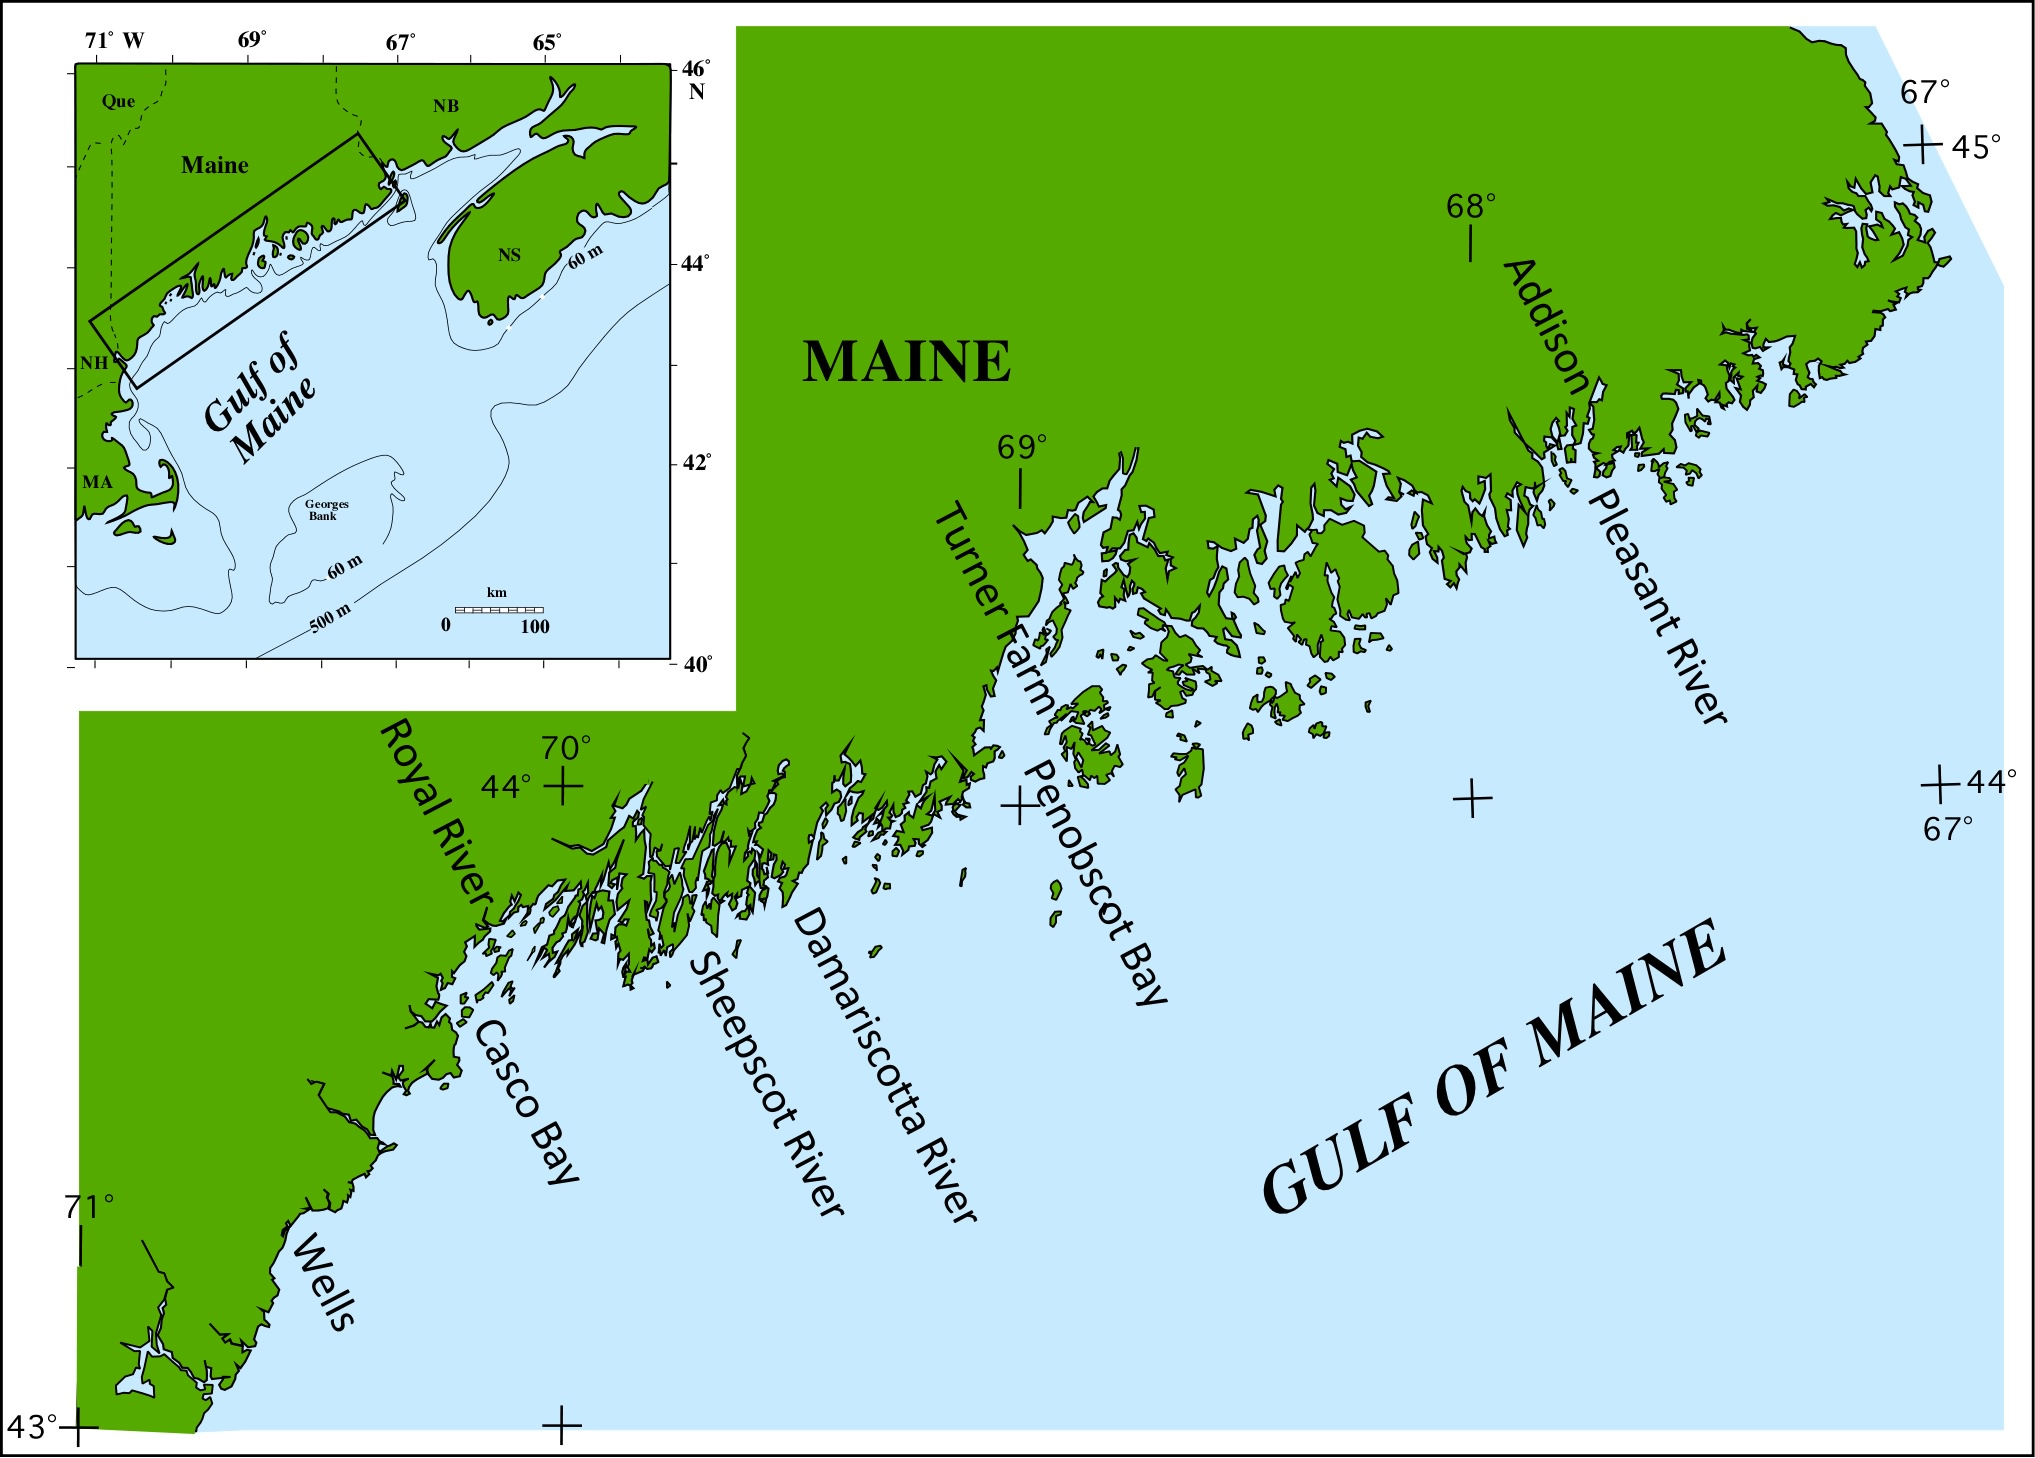 71° W 69° 67° 65°
46°
N
Que
NB
Maine
NS
60 m
44°
NH
Gulf of
Maine
42°
MA
Georges
Bank
60 m
500 m
km
0 100
40°
67°
45°
68°
Addison
MAINE
69°
Turner Farm
Pleasant River
Royal River
70°
44°
Penobscot Bay
44°
67°
Damariscotta River
Sheepscot River
Casco Bay
GULF OF MAINE
71°
Wells
43°